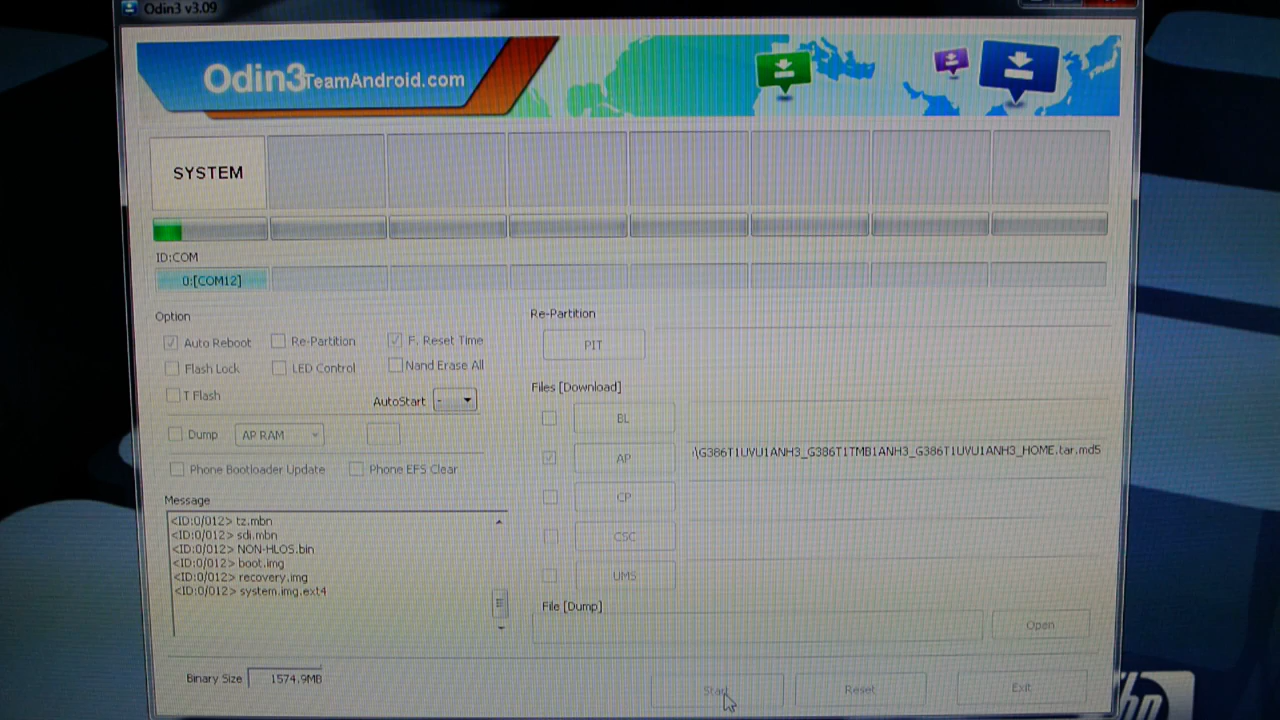 Odin3 v3.09
Odin3 TeamAndroid.com
SYSTEM
ID:COM
0:[COM12]
Option
Auto Reboot
Re-Partition
F. Reset Time
Flash Lock
LED Control
Nand Erase All
T Flash
AutoStart
-
Dump
AP RAM
Phone Bootloader Update
Phone EFS Clear
Message
<ID:0/012> tz.mbn
<ID:0/012> sdi.mbn
<ID:0/012> NON-HLOS.bin
<ID:0/012> boot.img
<ID:0/012> recovery.img
<ID:0/012> system.img.ext4
Binary Size
1574.9MB
Re-Partition
PIT
Files [Download]
BL
AP
\G386T1UVU1ANH3_G386T1TMB1ANH3_G386T1UVU1ANH3_HOME.tar.md5
CP
CSC
UMS
File [Dump]
Open
Start
Reset
Exit
hp